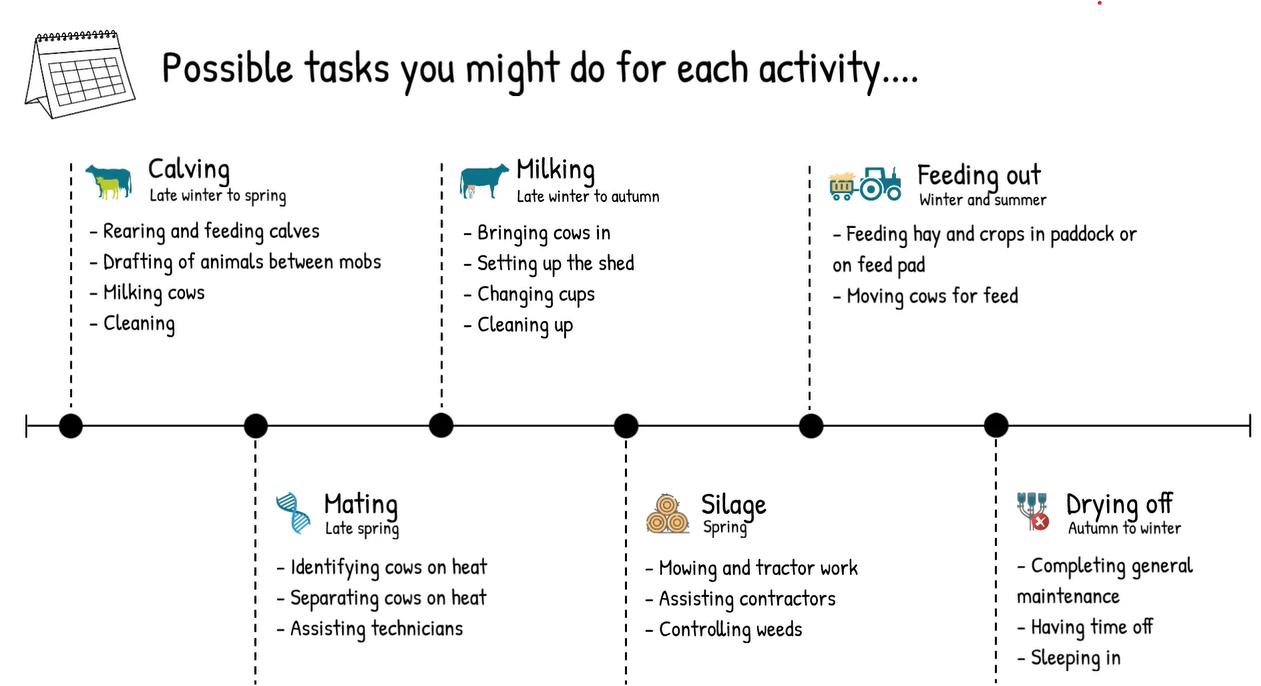 Possible tasks you might do for each activity....
Calving
Late winter to spring
- Rearing and feeding calves
- Drafting of animals between mobs
- Milking cows
- Cleaning
Milking
Late winter to autumn
- Bringing cows in
- Setting up the shed
- Changing cups
- Cleaning up
Feeding out
Winter and summer
- Feeding hay and crops in paddock or
on feed pad
- Moving cows for feed
Mating
Late spring
- Identifying cows on heat
- Separating cows on heat
- Assisting technicians
Silage
Spring
- Mowing and tractor work
- Assisting contractors
- Controlling weeds
Drying off
Autumn to winter
- Completing general
maintenance
- Having time off
- Sleeping in